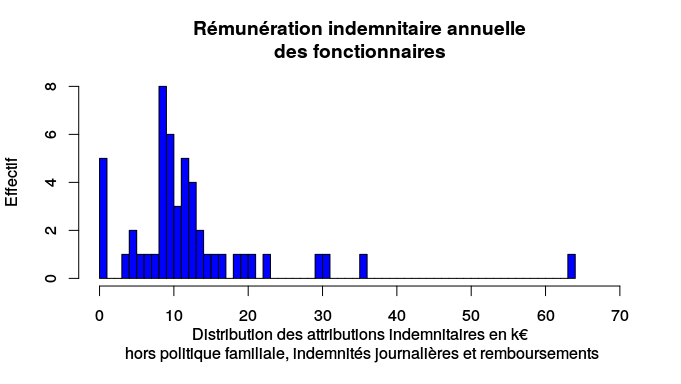 Rémunération indemnitaire annuelle
des fonctionnaires
Effectif
8
6
4
2
0
0 10 20 30 40 50 60 70
Distribution des attributions indemnitaires en k€
hors politique familiale, indemnités journalières et remboursements